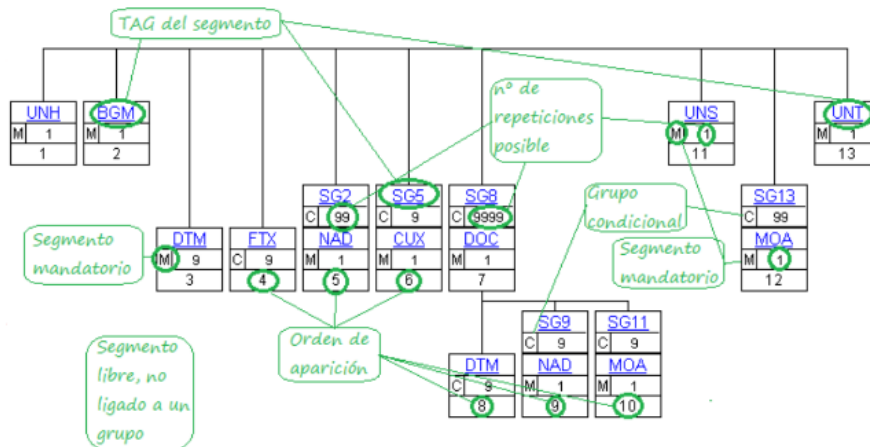 TAG del segmento
UNH
M 1
1
BGM
M 1
2
nº de
repeticiones
posible
UNS
M 1
11
UNT
M 1
13
SG2
C 99
NAD
M 1
5
SG5
C 9
CUX
M 1
6
SG8
C 9999
DOC
M 1
7
Grupo
condicional
SG13
C 99
MOA
M 1
12
Segmento
mandatorio
DTM
M 9
3
FTX
C 9
4
Segmento
mandatorio
Orden de
aparición
SG9
C 9
NAD
M 1
9
SG11
C 9
MOA
M 1
10
DTM
C 9
8
Segmento
libre, no
ligado a un
grupo